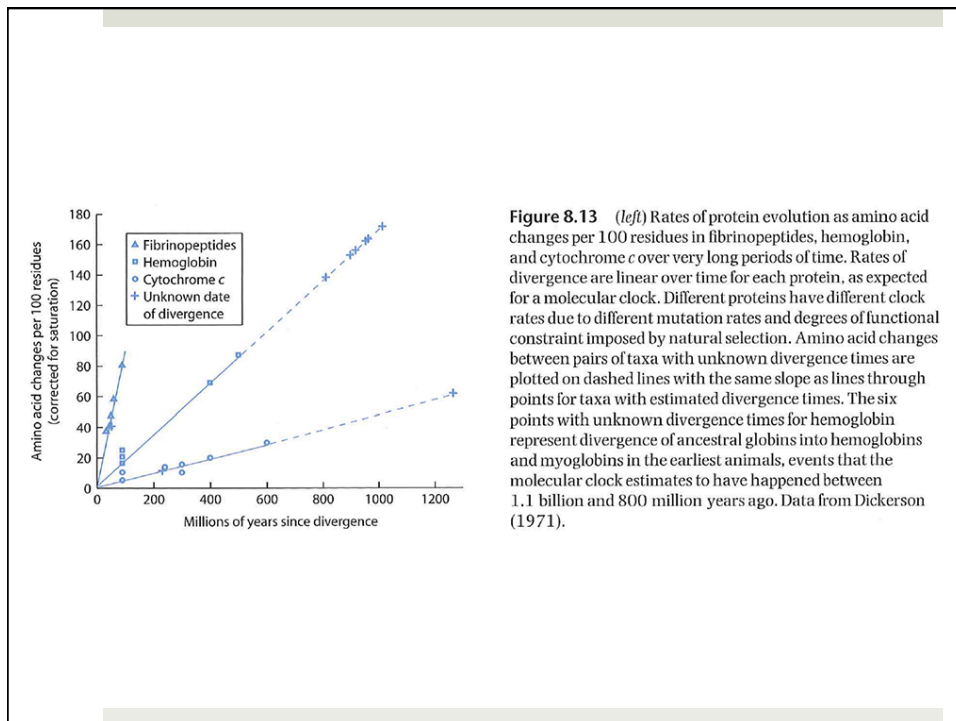 180
160
140
120
100
80
60
40
20
0
Amino acid changes per 100 residues
(corrected for saturation)
Fibrinopeptides
Hemoglobin
Cytochrome c
Unknown date
of divergence
0 200 400 600 800 1000 1200
Millions of years since divergence
Figure 8.13 (left) Rates of protein evolution as amino acid
changes per 100 residues in fibrinopeptides, hemoglobin,
and cytochrome c over very long periods of time. Rates of
divergence are linear over time for each protein, as expected
for a molecular clock. Different proteins have different clock
rates due to different mutation rates and degrees of functional
constraint imposed by natural selection. Amino acid changes
between pairs of taxa with unknown divergence times are
plotted on dashed lines with the same slope as lines through
points for taxa with estimated divergence times. The six
points with unknown divergence times for hemoglobin
represent divergence of ancestral globins into hemoglobins
and myoglobins in the earliest animals, events that the
molecular clock estimates to have happened between
1.1 billion and 800 million years ago. Data from Dickerson
(1971).